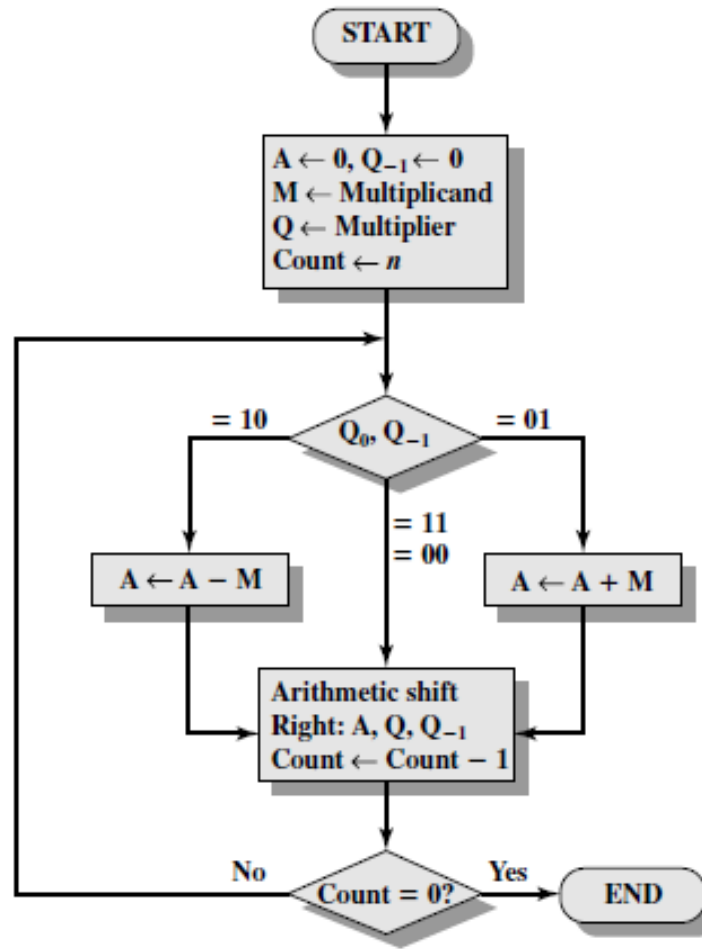 START
A ← 0, Q₋₁ ← 0
M ← Multiplicand
Q ← Multiplier
Count ← n
= 10
Q₀, Q₋₁
= 01
= 11
= 00
A ← A − M
A ← A + M
Arithmetic shift
Right: A, Q, Q₋₁
Count ← Count − 1
No
Count = 0?
Yes
END